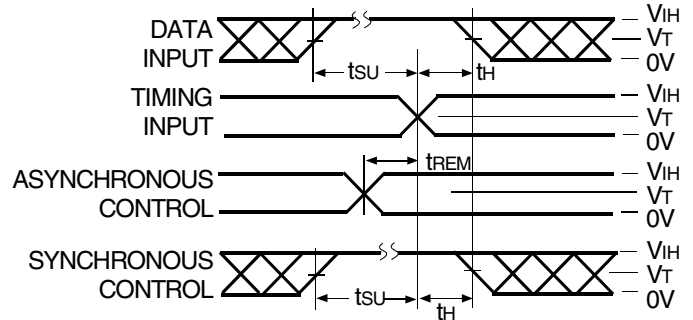 DATA
INPUT
tSU
tH
VIH
VT
0V
TIMING
INPUT
VIH
VT
0V
tREM
ASYNCHRONOUS
CONTROL
VIH
VT
0V
SYNCHRONOUS
CONTROL
tSU
tH
VIH
VT
0V